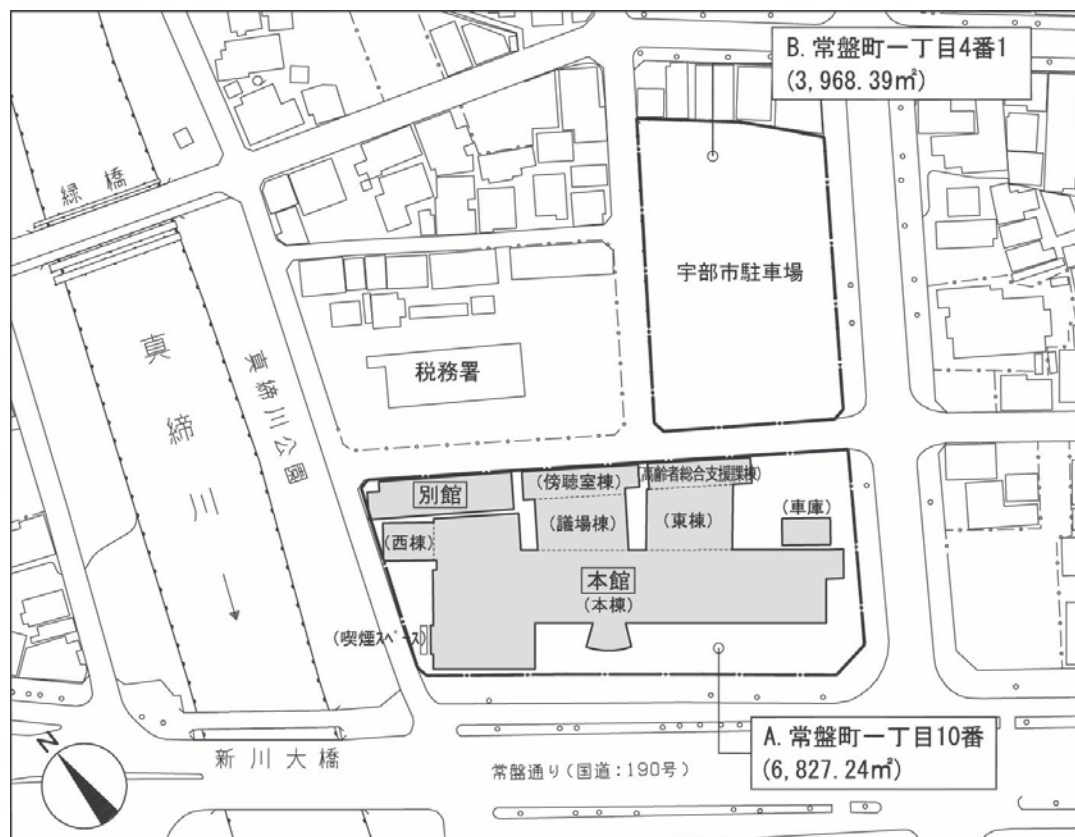 B. 常盤町一丁目4番1
(3,968.39㎡)
緑橋
宇部市駐車場
真締川
真締川公園
税務署
別館
(傍聴室棟)
(高齢者総合支援課棟)
(西棟)
(議場棟)
(東棟)
(車庫)
本館
(本棟)
(喫煙スペース)
A. 常盤町一丁目10番
(6,827.24㎡)
新川大橋
常盤通り(国道:190号)
N